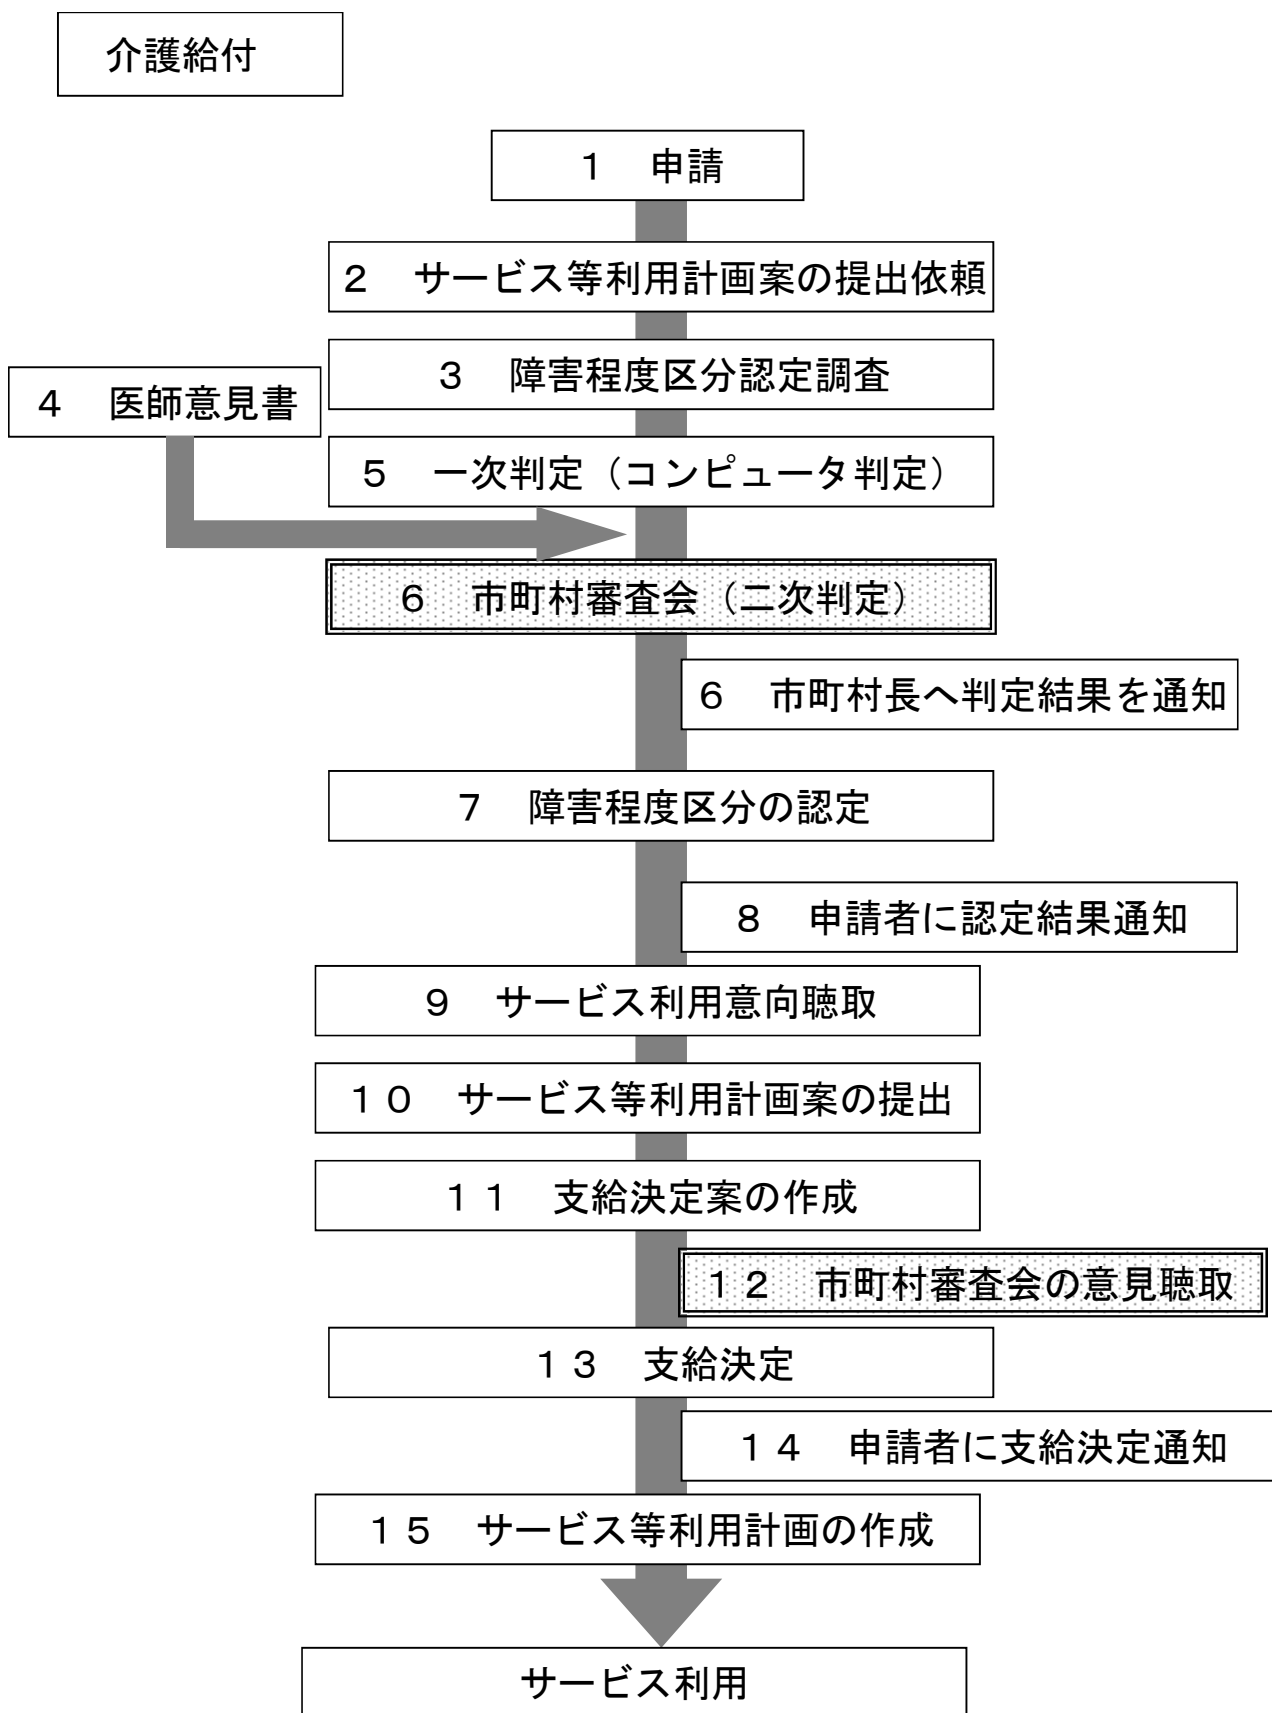 介護給付
１　申請
２　サービス等利用計画案の提出依頼
３　障害程度区分認定調査
４　医師意見書
５　一次判定（コンピュータ判定）
６　市町村審査会（二次判定）
６　市町村長へ判定結果を通知
７　障害程度区分の認定
８　申請者に認定結果通知
９　サービス利用意向聴取
１０　サービス等利用計画案の提出
１１　支給決定案の作成
１２　市町村審査会の意見聴取
１３　支給決定
１４　申請者に支給決定通知
１５　サービス等利用計画の作成
サービス利用